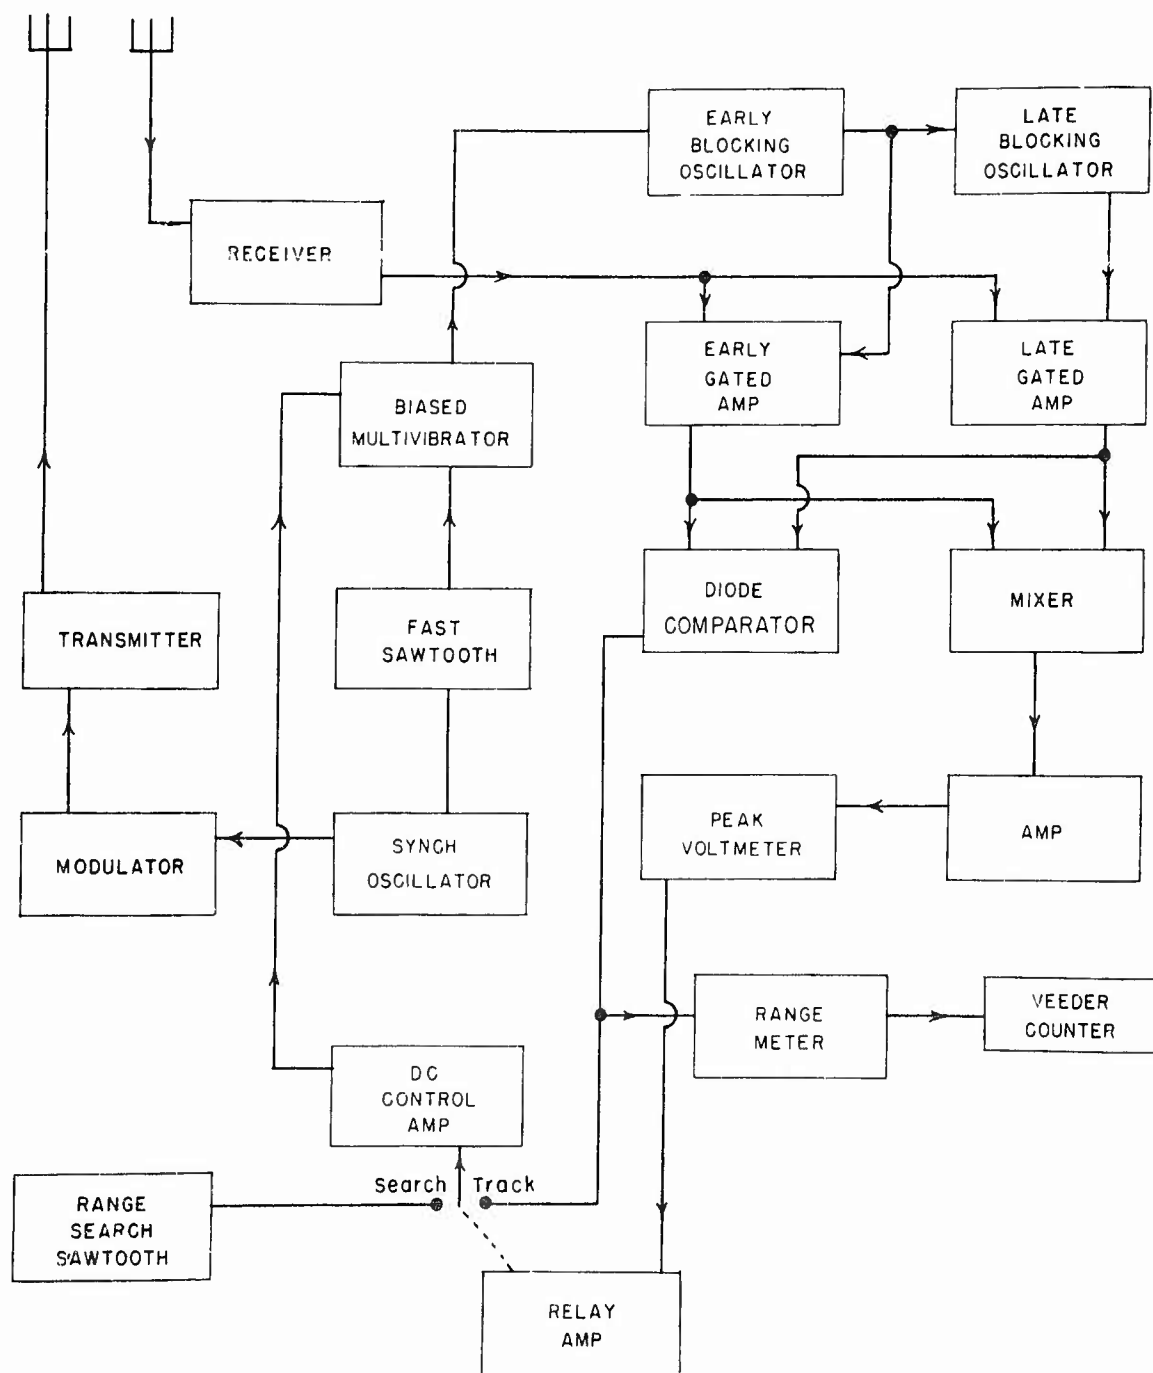 EARLY
BLOCKING
OSCILLATOR
LATE
BLOCKING
OSCILLATOR
RECEIVER
EARLY
GATED
AMP
LATE
GATED
AMP
BIASED
MULTIVIBRATOR
TRANSMITTER
FAST
SAWTOOTH
DIODE
COMPARATOR
MIXER
MODULATOR
SYNCH
OSCILLATOR
PEAK
VOLTMETER
AMP
RANGE
METER
VEEDER
COUNTER
DC
CONTROL
AMP
Search Track
RANGE
SEARCH
SAWTOOTH
RELAY
AMP